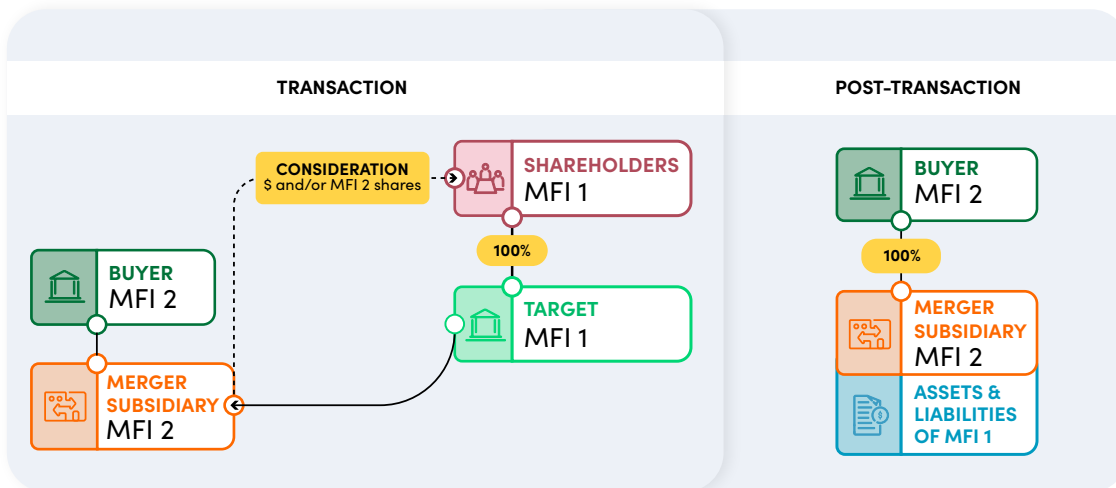 TRANSACTION
POST-TRANSACTION
CONSIDERATION
$ and/or MFI 2 shares
SHAREHOLDERS
MFI 1
100%
BUYER
MFI 2
TARGET
MFI 1
MERGER
SUBSIDIARY
MFI 2
BUYER
MFI 2
100%
MERGER
SUBSIDIARY
MFI 2
ASSETS &
LIABILITIES
OF MFI 1